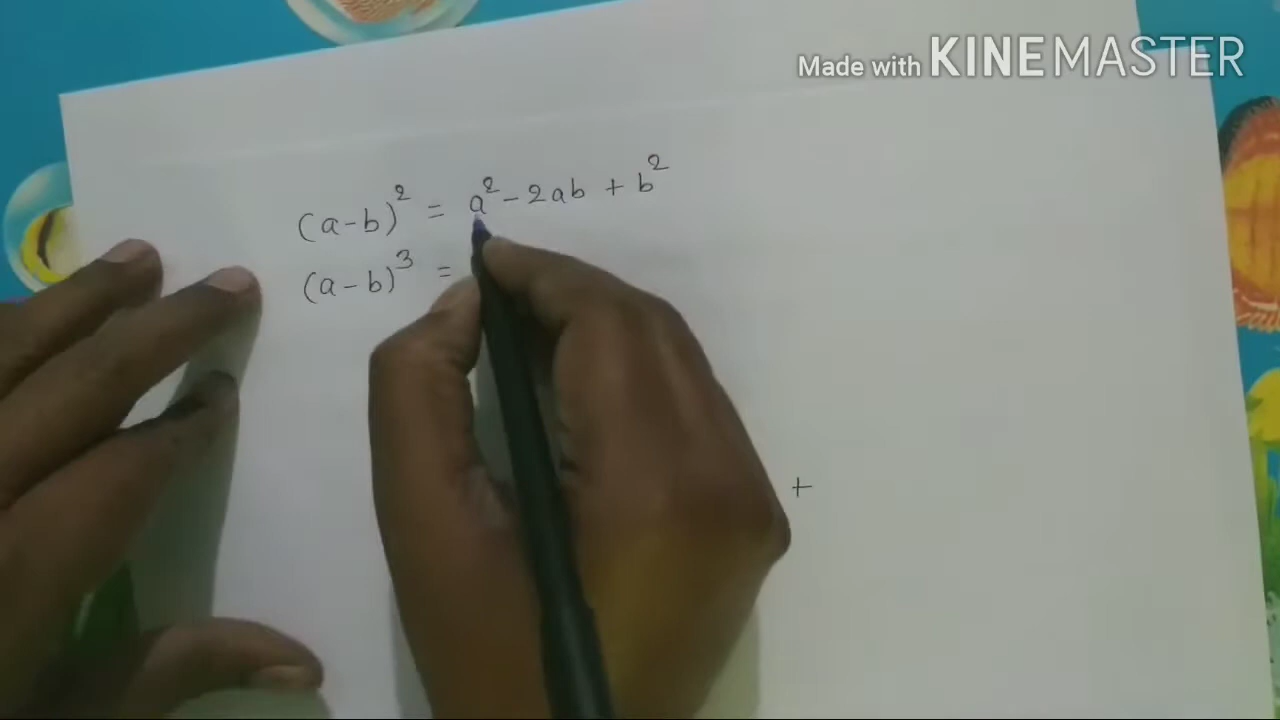 Made with KINEMASTER
(a-b)² = a² - 2ab + b²
(a-b)³ =
+